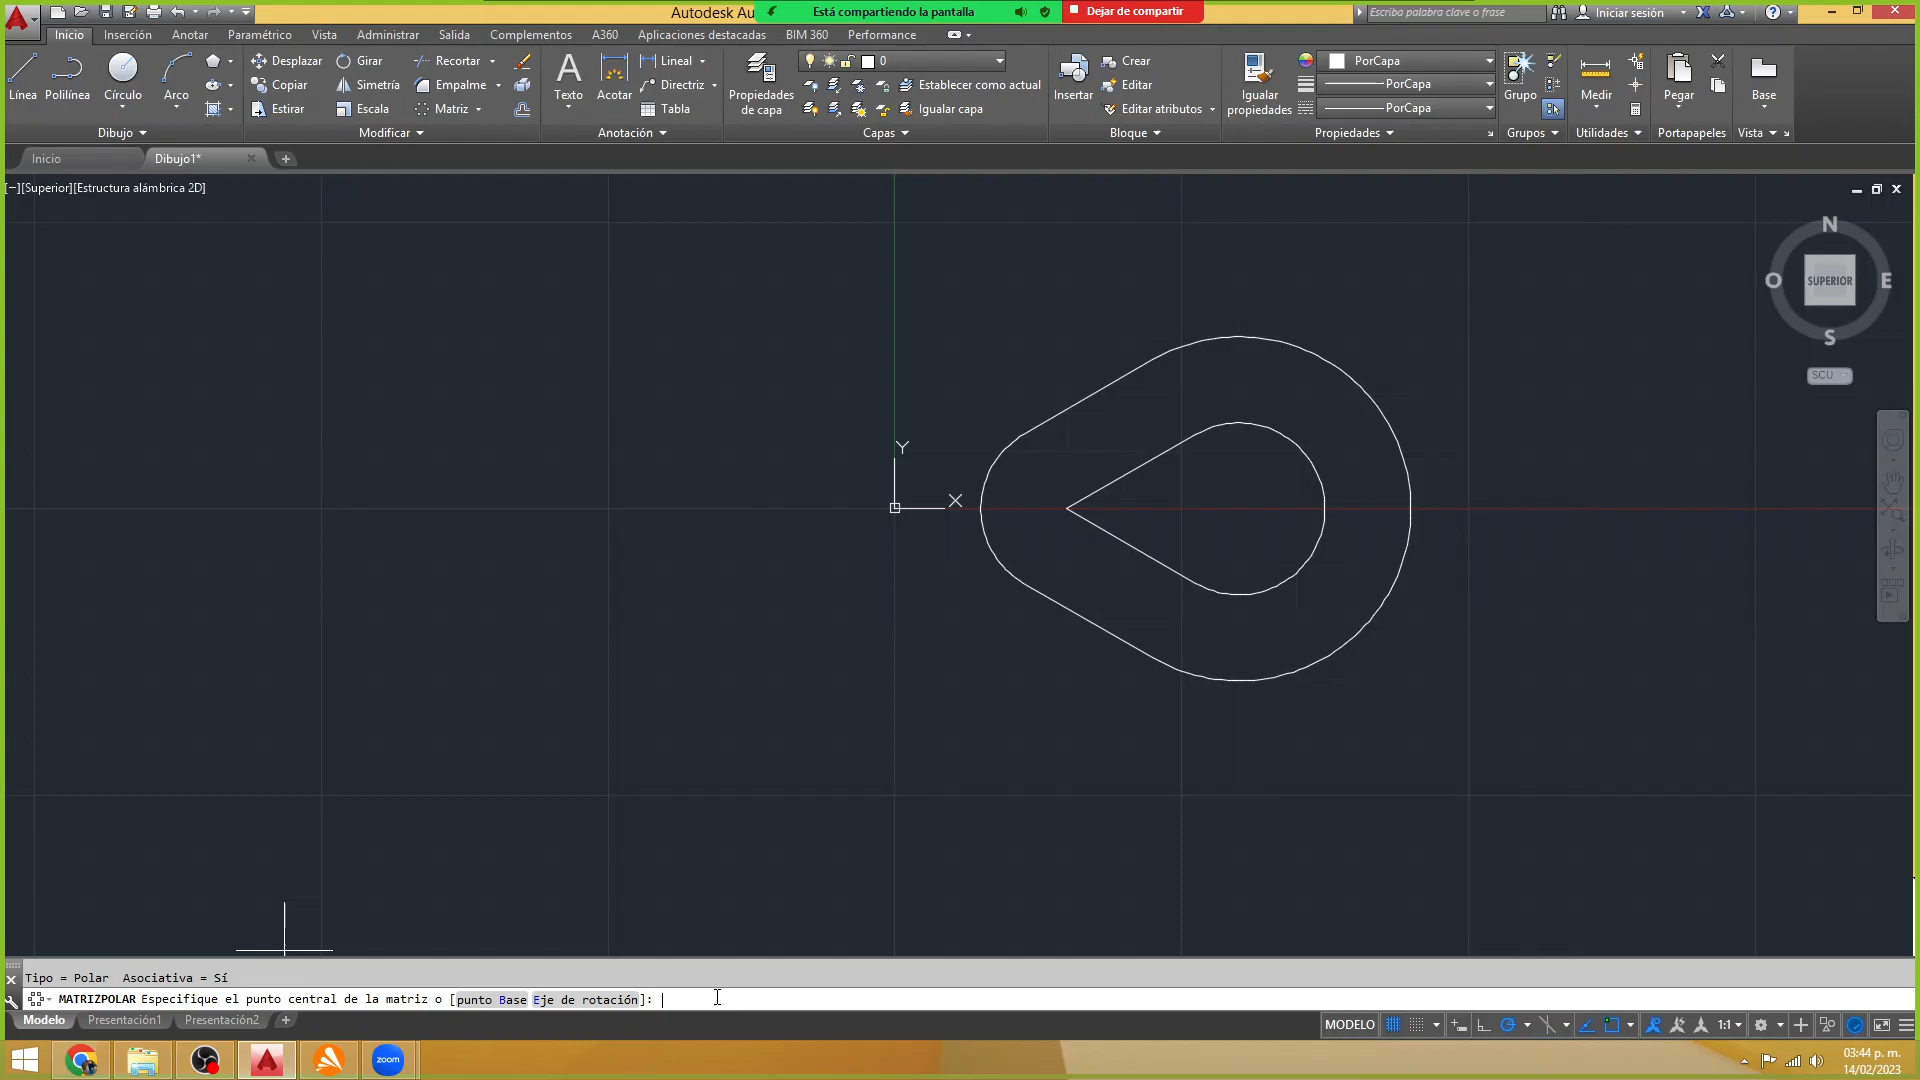 Autodesk Au
Está compartiendo la pantalla
Dejar de compartir
Escriba palabra clave o frase
Iniciar sesión
Inicio Inserción Anotar Paramétrico Vista Administrar Salida Complementos A360 Aplicaciones destacadas BIM 360 Performance
Línea Polilínea Círculo Arco
Desplazar Girar Recortar
Copiar Simetría Empalme
Estirar Escala Matriz
Texto Acotar
Lineal
Directriz
Tabla
Propiedades de capa
0
Establecer como actual
Igualar capa
Insertar
Crear
Editar
Editar atributos
Igualar propiedades
PorCapa
PorCapa
PorCapa
Grupo Medir Pegar Base
Dibujo Modificar Anotación Capas Bloque Propiedades Grupos Utilidades Portapapeles Vista
Inicio Dibujo1*
[−][Superior][Estructura alámbrica 2D]
N
O SUPERIOR E
S
SCU
Y
X
Tipo = Polar Asociativa = Sí
MATRIZPOLAR Especifique el punto central de la matriz o [punto Base Eje de rotación]:
Modelo Presentación1 Presentación2
MODELO 1:1
zoom
03:44 p. m.
14/02/2023